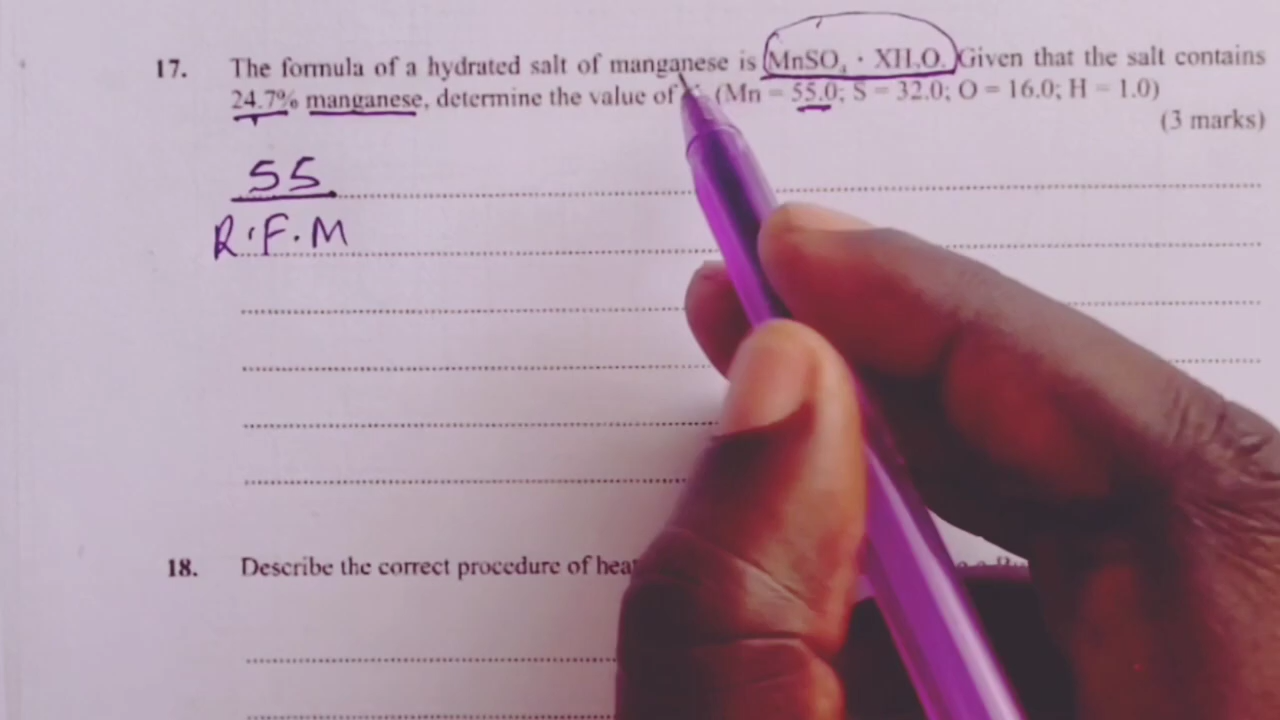 17. The formula of a hydrated salt of manganese is MnSO₄ · XH₂O. Given that the salt contains
24.7% manganese, determine the value of (Mn = 55.0; S = 32.0; O = 16.0; H = 1.0)
(3 marks)
55
R.F.M
18. Describe the correct procedure of